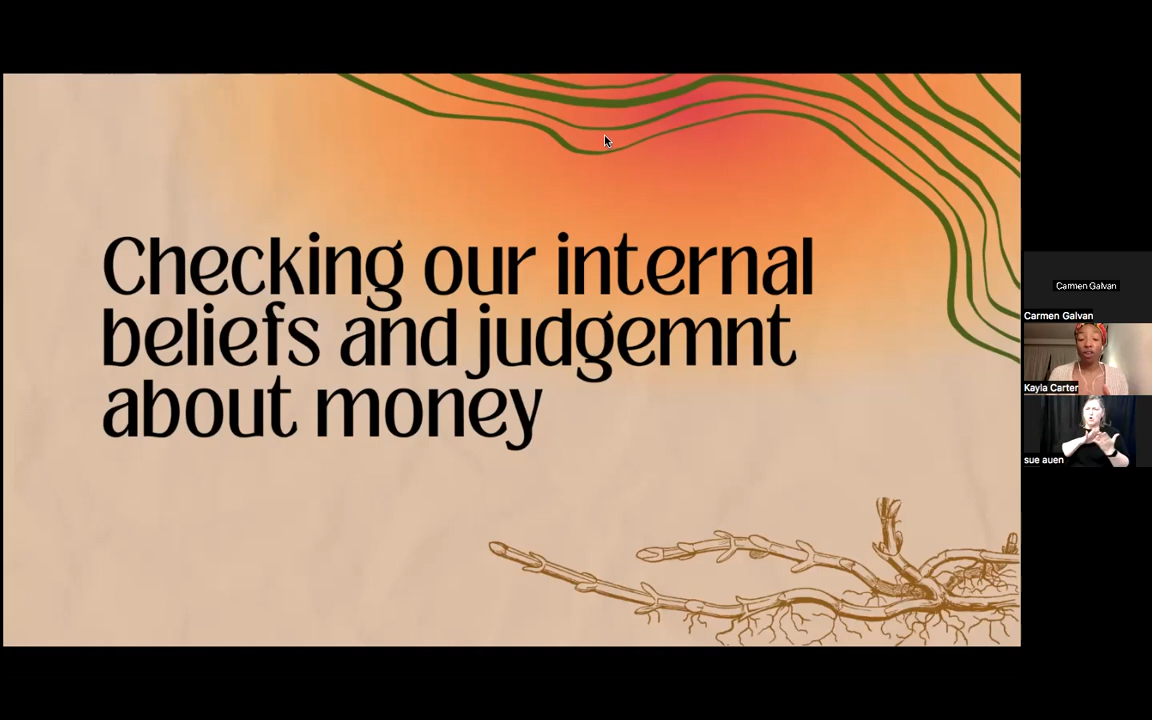 Checking our internal
beliefs and judgemnt
about money
Carmen Galvan
Carmen Galvan
Kayla Carter
sue auen